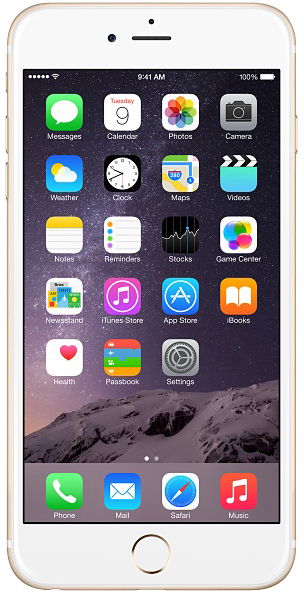 9:41 AM 100%
Tuesday
9
Messages Calendar Photos Camera
280
Weather Clock Maps Videos
Notes Reminders Stocks Game Center
Newsstand iTunes Store App Store iBooks
Health Passbook Settings
Phone Mail Safari Music